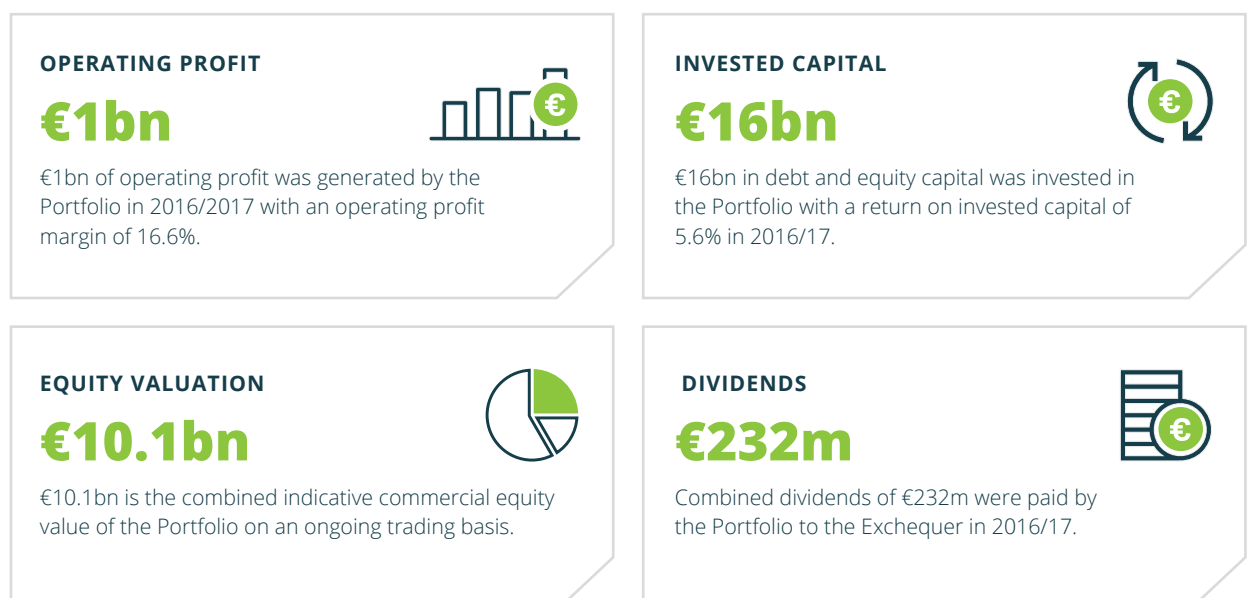 OPERATING PROFIT
€1bn
€
€1bn of operating profit was generated by the
Portfolio in 2016/2017 with an operating profit
margin of 16.6%.
INVESTED CAPITAL
€16bn
€
€16bn in debt and equity capital was invested in
the Portfolio with a return on invested capital of
5.6% in 2016/17.
EQUITY VALUATION
€10.1bn
€10.1bn is the combined indicative commercial equity
value of the Portfolio on an ongoing trading basis.
DIVIDENDS
€232m
€
Combined dividends of €232m were paid by
the Portfolio to the Exchequer in 2016/17.